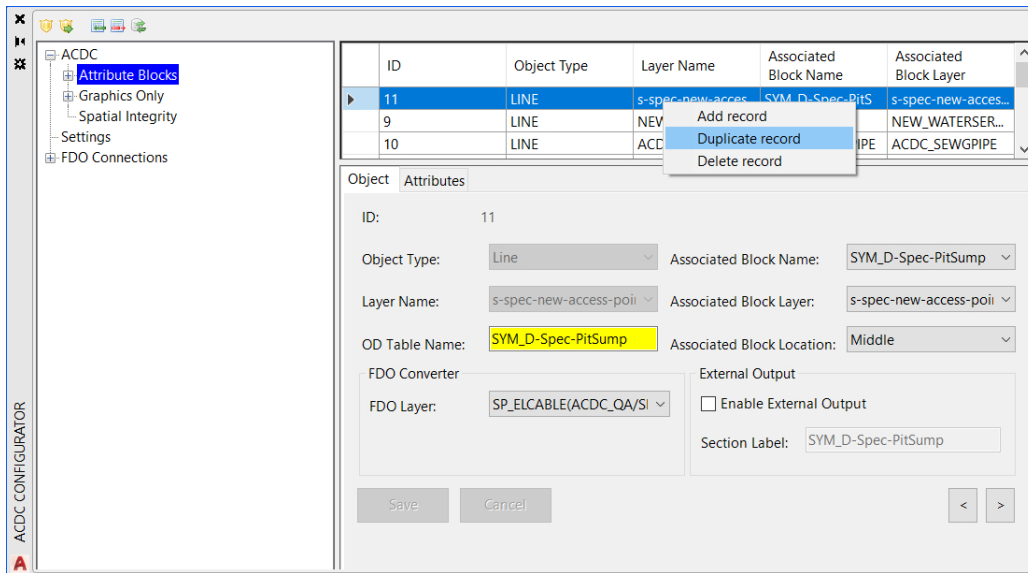 ACDC
Attribute Blocks
Graphics Only
Spatial Integrity
Settings
FDO Connections
ID Object Type Layer Name Associated Block Name Associated Block Layer
11 LINE s-spec-new-acces... SYM_D-Spec-PitS s-spec-new-acces...
9 LINE NEW NEW_WATERSER...
10 LINE ACD IPE ACDC_SEWGPIPE
Add record
Duplicate record
Delete record
Object Attributes
ID: 11
Object Type: Line Associated Block Name: SYM_D-Spec-PitSump
Layer Name: s-spec-new-access-poi Associated Block Layer: s-spec-new-access-poi
OD Table Name: SYM_D-Spec-PitSump Associated Block Location: Middle
FDO Converter External Output
FDO Layer: SP_ELCABLE(ACDC_QA/S Enable External Output
Section Label: SYM_D-Spec-PitSump
Save Cancel < >
ACDC CONFIGURATOR
A